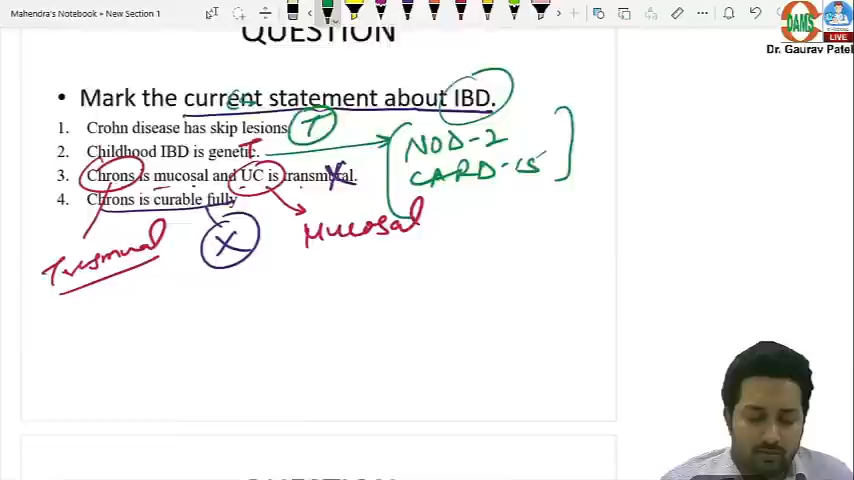 Mahendra's Notebook » New Section 1
DAMS
LIVE
Dr. Gaurav Patel
QUESTION
• Mark the current statement about IBD.
1. Crohn disease has skip lesions. T
2. Childhood IBD is genetic. T
NOD-2
CARD-15
3. Chrons is mucosal and UC is transmural. X
4. Chrons is curable fully
X
Mucosal
Transmural
QUESTION